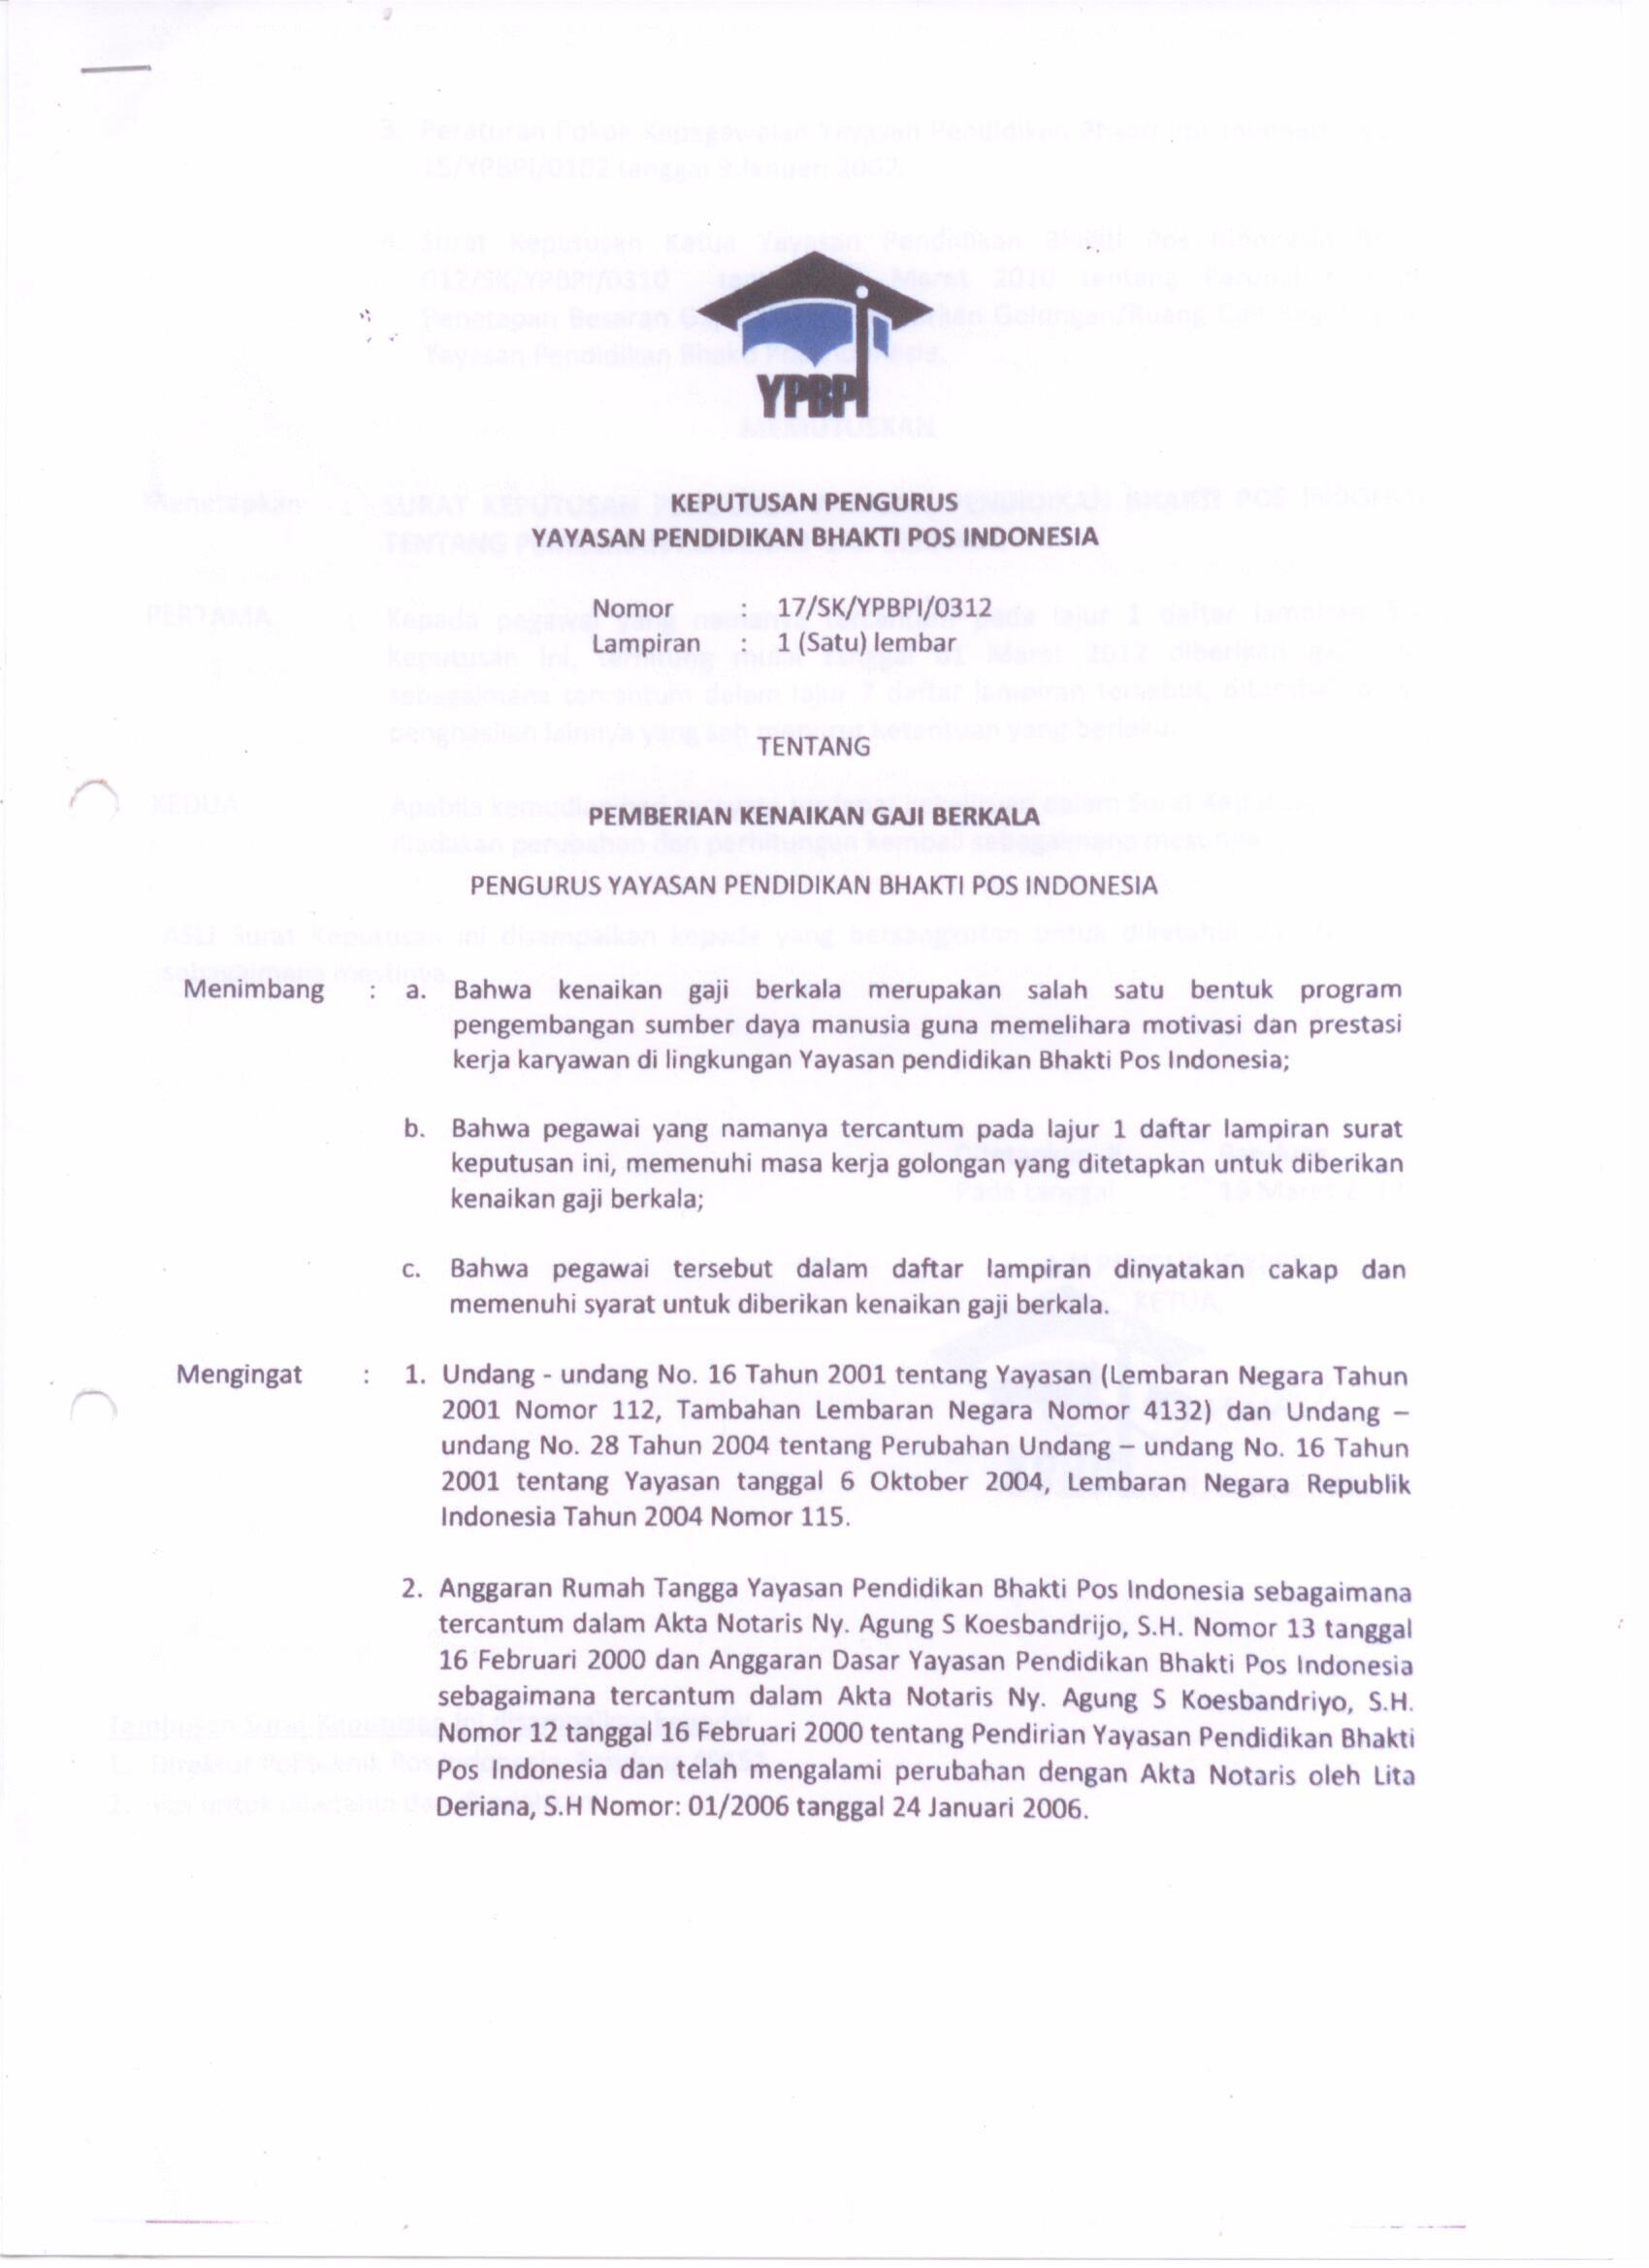 YPBPI
KEPUTUSAN PENGURUS
YAYASAN PENDIDIKAN BHAKTI POS INDONESIA
Nomor : 17/SK/YPBPI/0312
Lampiran : 1 (Satu) lembar
TENTANG
PEMBERIAN KENAIKAN GAJI BERKALA
PENGURUS YAYASAN PENDIDIKAN BHAKTI POS INDONESIA
Menimbang : a. Bahwa kenaikan gaji berkala merupakan salah satu bentuk program
pengembangan sumber daya manusia guna memelihara motivasi dan prestasi
kerja karyawan di lingkungan Yayasan pendidikan Bhakti Pos Indonesia;
b. Bahwa pegawai yang namanya tercantum pada lajur 1 daftar lampiran surat
keputusan ini, memenuhi masa kerja golongan yang ditetapkan untuk diberikan
kenaikan gaji berkala;
c. Bahwa pegawai tersebut dalam daftar lampiran dinyatakan cakap dan
memenuhi syarat untuk diberikan kenaikan gaji berkala.
Mengingat : 1. Undang - undang No. 16 Tahun 2001 tentang Yayasan (Lembaran Negara Tahun
2001 Nomor 112, Tambahan Lembaran Negara Nomor 4132) dan Undang –
undang No. 28 Tahun 2004 tentang Perubahan Undang – undang No. 16 Tahun
2001 tentang Yayasan tanggal 6 Oktober 2004, Lembaran Negara Republik
Indonesia Tahun 2004 Nomor 115.
2. Anggaran Rumah Tangga Yayasan Pendidikan Bhakti Pos Indonesia sebagaimana
tercantum dalam Akta Notaris Ny. Agung S Koesbandrijo, S.H. Nomor 13 tanggal
16 Februari 2000 dan Anggaran Dasar Yayasan Pendidikan Bhakti Pos Indonesia
sebagaimana tercantum dalam Akta Notaris Ny. Agung S Koesbandriyo, S.H.
Nomor 12 tanggal 16 Februari 2000 tentang Pendirian Yayasan Pendidikan Bhakti
Pos Indonesia dan telah mengalami perubahan dengan Akta Notaris oleh Lita
Deriana, S.H Nomor: 01/2006 tanggal 24 Januari 2006.